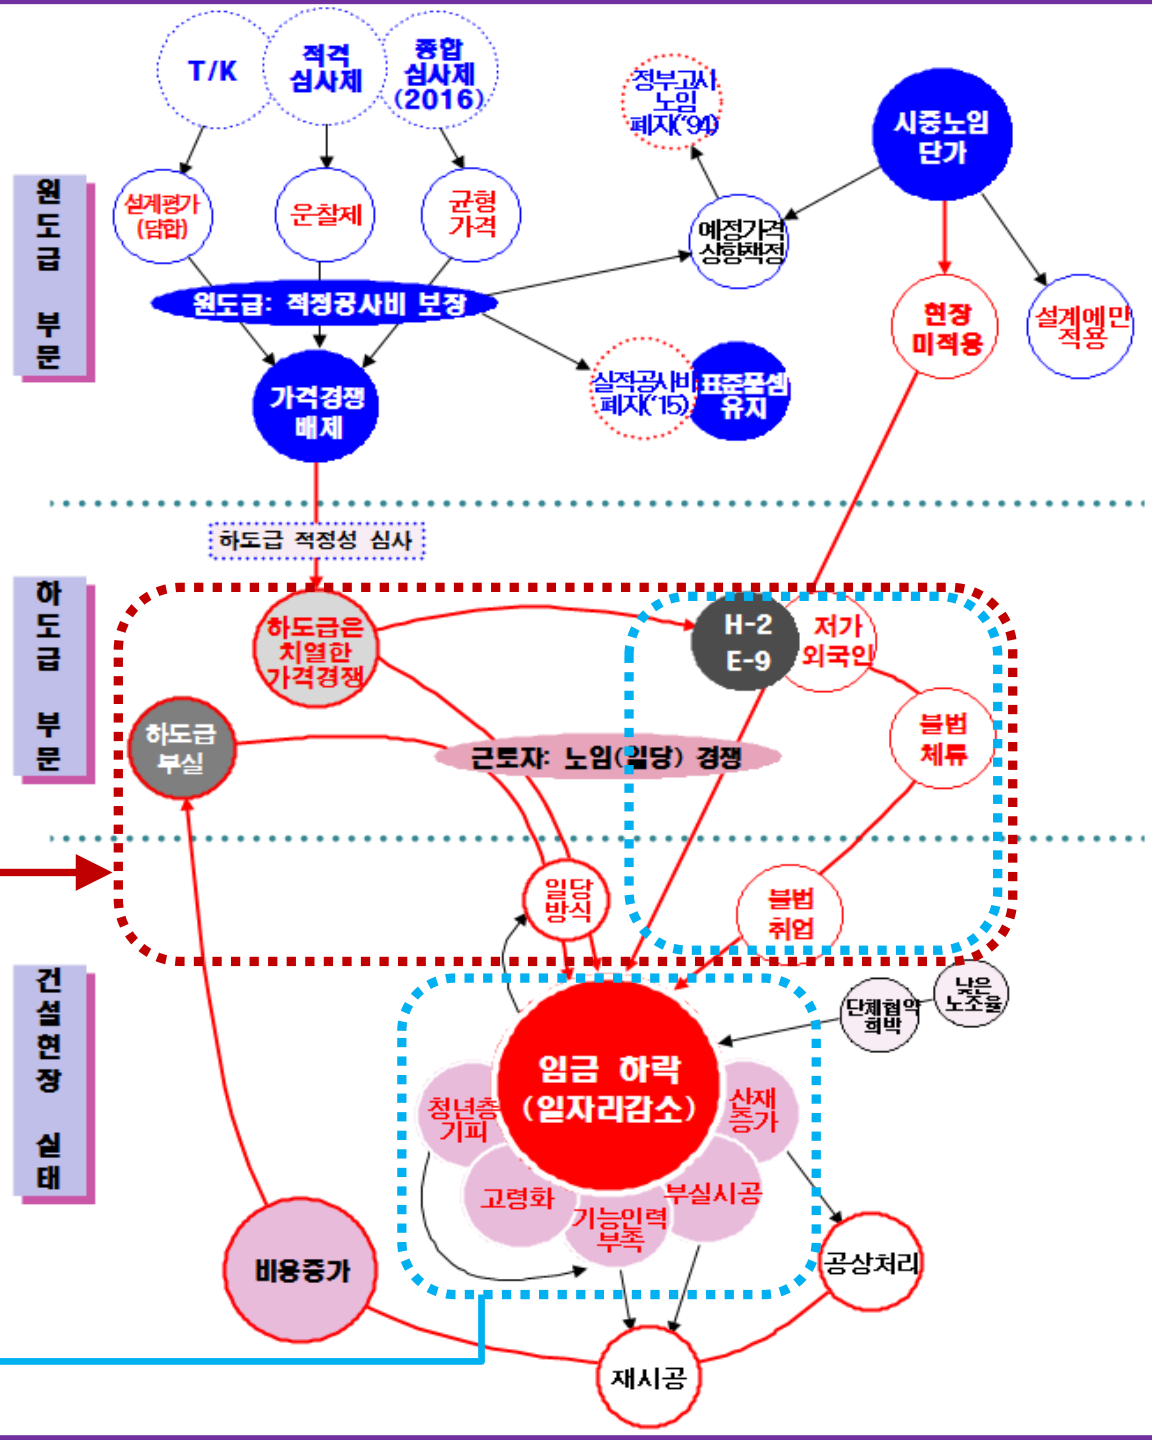 T/K
적격
심사제
종합
심사제
(2016)
정부고시
노임
폐지('94)
시중노임
단가
원도급 부문
설계평가
(담합)
운찰제
균형
가격
예정가격
상향책정
원도급: 적정공사비 보장
현장
미적용
설계에만
적용
가격경쟁
배제
실적공사비
폐지('15)
표준품셈
유지
하도급 적정성 심사
하도급 부문
하도급은
치열한
가격경쟁
H-2
E-9
저가
외국인
하도급
부실
불법
체류
근로자: 노임(일당) 경쟁
일당
방식
불법
취업
건설현장 실태
단체협약
희박
낮은
노조율
임금 하락
(일자리감소)
청년층
기피
산재
증가
고령화
부실시공
기능인력
부족
비용증가
공상처리
재시공